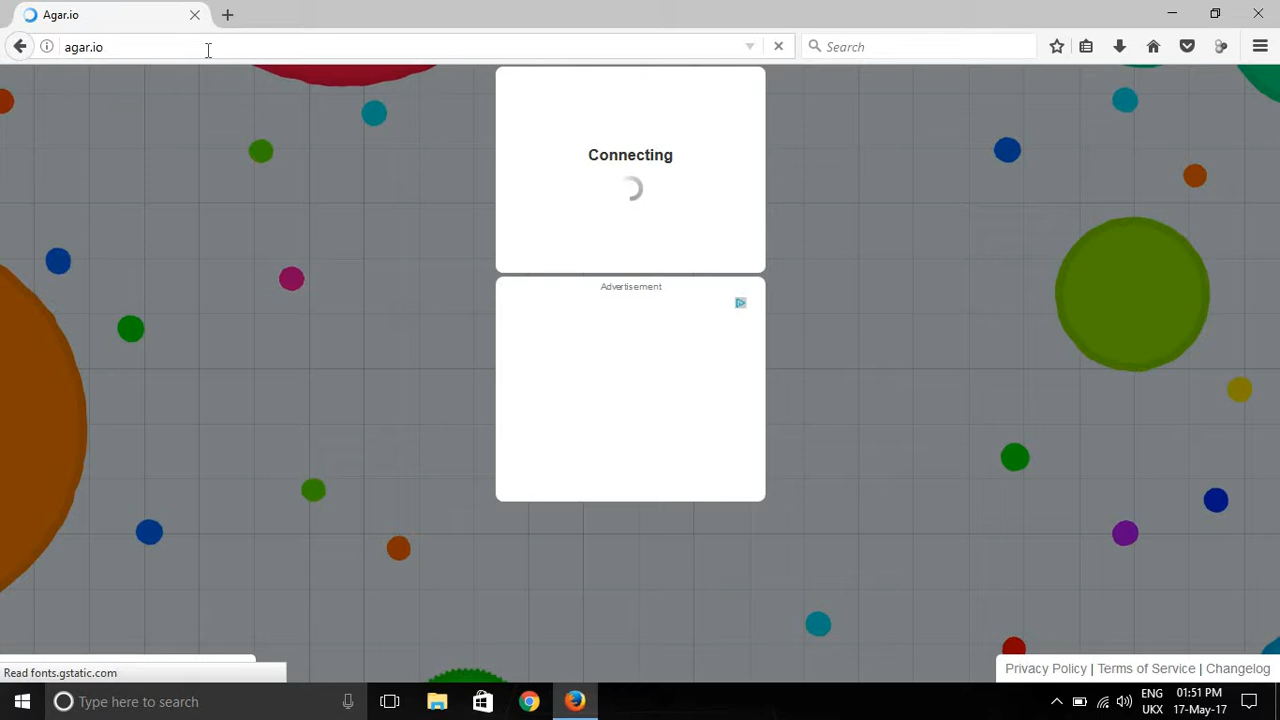 Agar.io
agar.io
Search
Connecting
Advertisement
Read fonts.gstatic.com
Privacy Policy | Terms of Service | Changelog
Type here to search
ENG
UKX
01:51 PM
17-May-17